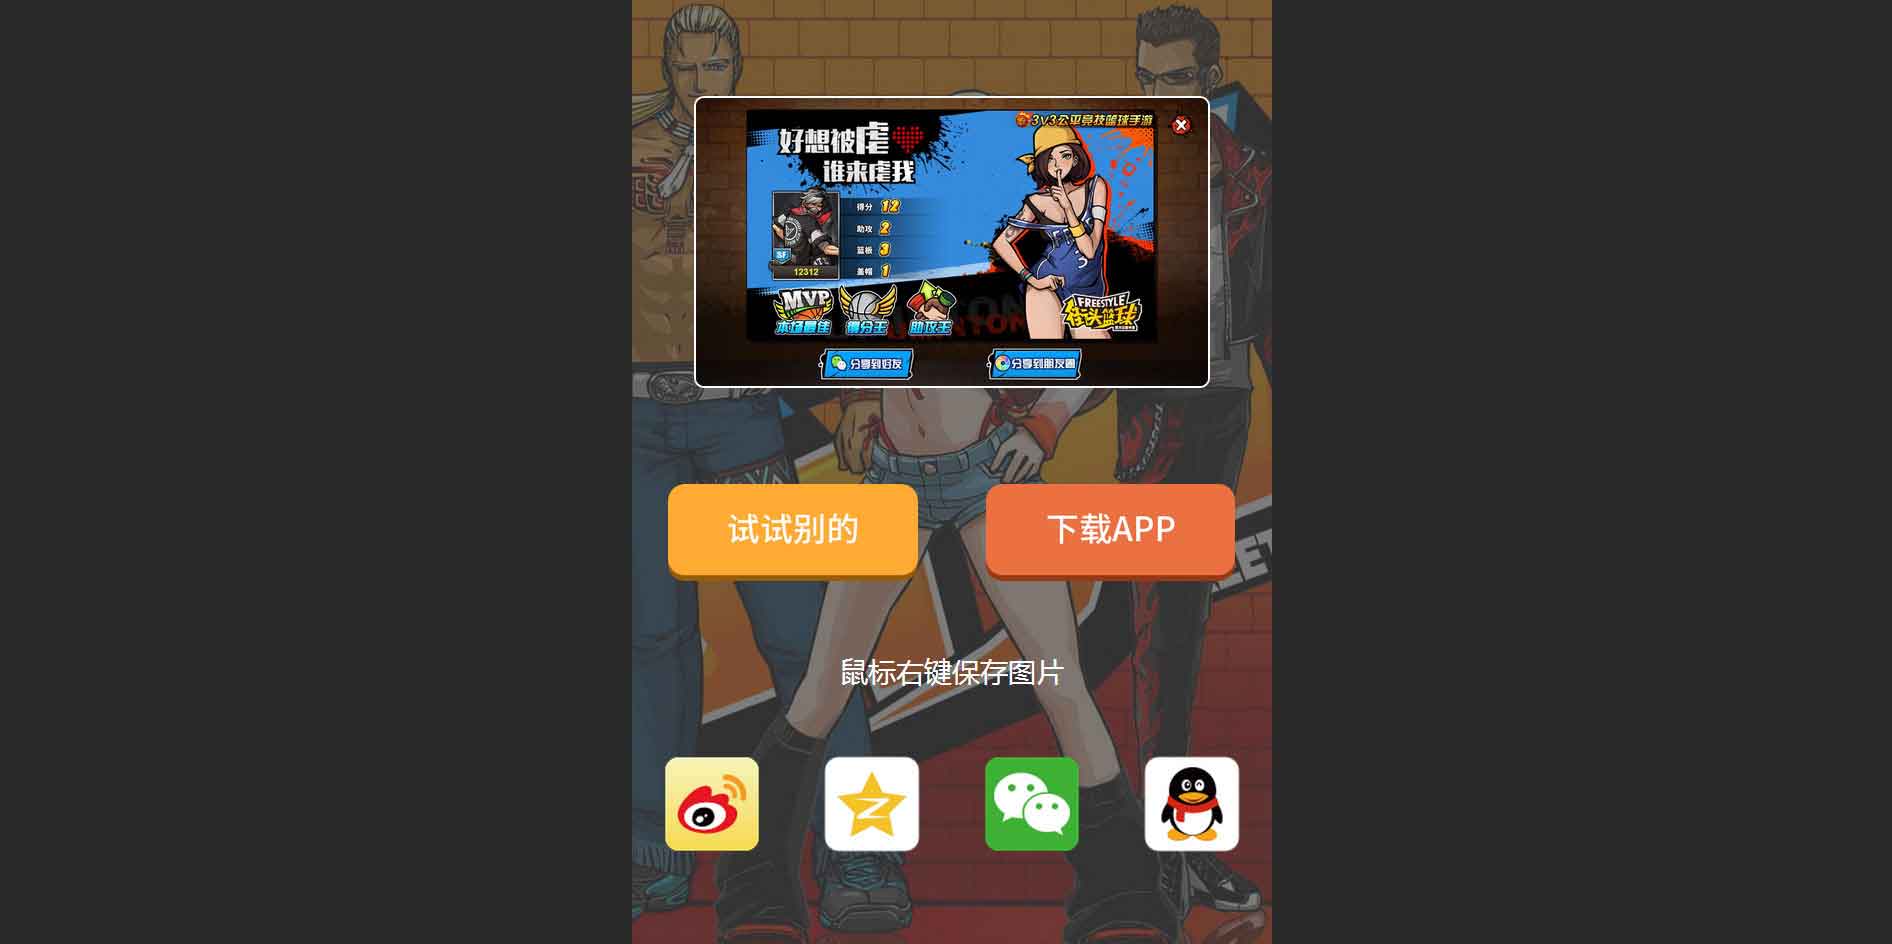 3V3公平竞技篮球手游
好想被虐
谁来虐我
得分 12
助攻 2
篮板 3
盖帽 1
SF
12312
MVP
本场最佳
得分王
助攻王
FREESTYLE
街头篮球
分享到好友
分享到朋友圈
试试别的
下载APP
鼠标右键保存图片